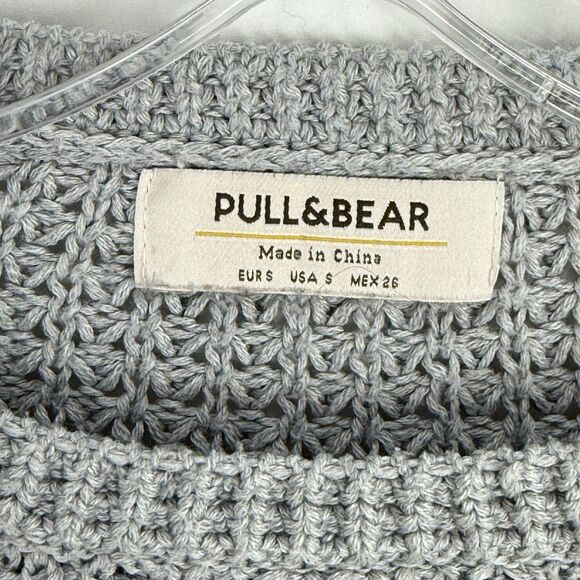 PULL&BEAR
Made in China
EUR S USA S MEX 26